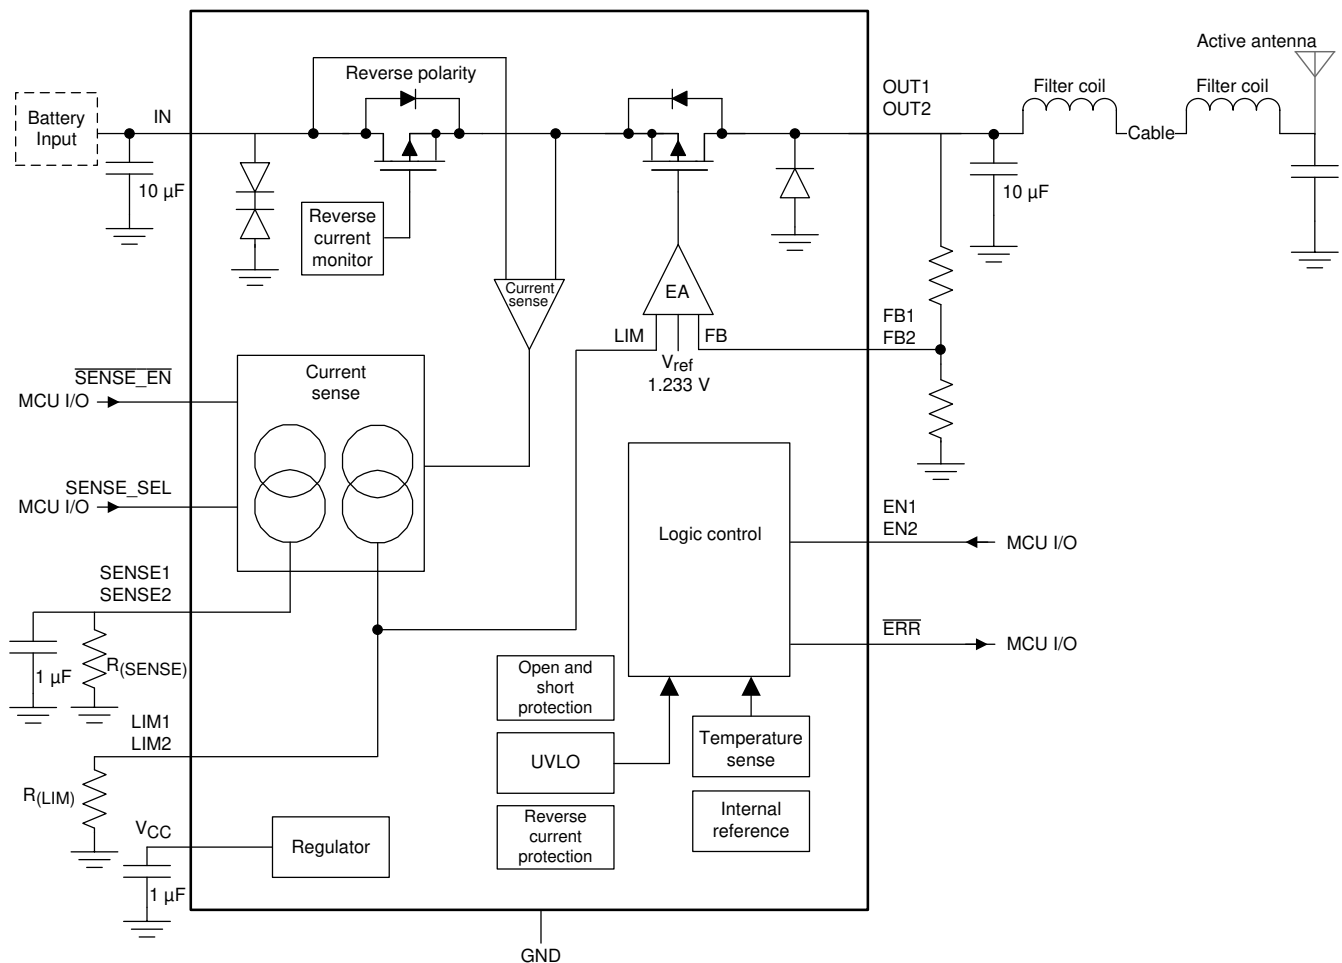 Active antenna
Reverse polarity
OUT1
OUT2
Filter coil
Filter coil
Battery
Input
IN
Cable
10 µF
10 µF
Reverse
current
monitor
Current
sense
EA
FB1
FB2
LIM
FB
Vref
1.233 V
SENSE_EN
MCU I/O
Current
sense
SENSE_SEL
MCU I/O
EN1
EN2
Logic control
MCU I/O
SENSE1
SENSE2
ERR
MCU I/O
1 µF
R(SENSE)
Open and
short
protection
LIM1
LIM2
Temperature
sense
UVLO
R(LIM)
Internal
reference
Reverse
current
protection
VCC
Regulator
1 µF
GND